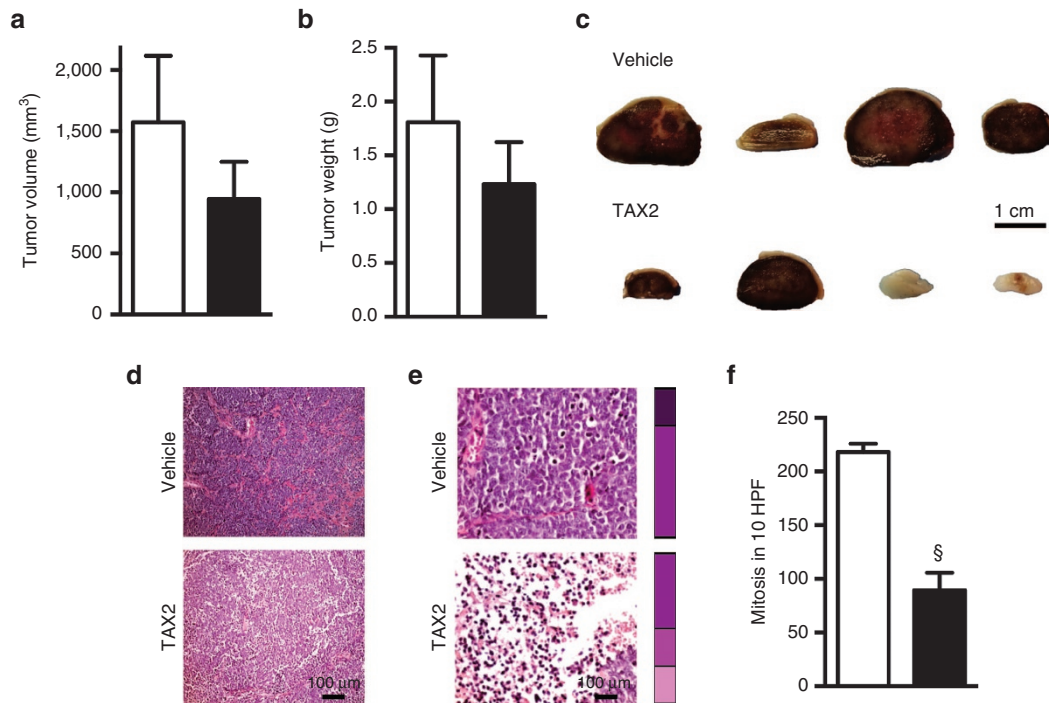 a
Tumor volume (mm³)
2,000
1,500
1,000
500
0
b
Tumor weight (g)
2.5
2.0
1.5
1.0
0.5
0.0
c
Vehicle
TAX2
1 cm
d
Vehicle
TAX2
100 µm
e
Vehicle
TAX2
100 µm
f
Mitosis in 10 HPF
250
200
150
100
50
0
§